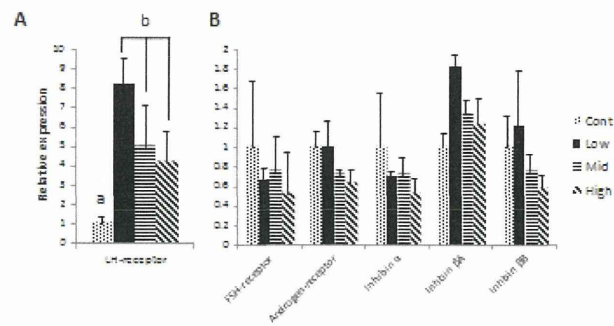 A
b
10
9
8
7
6
5
4
3
2
1
0
Relative expression
a
LH-receptor
B
2
1.8
1.6
1.4
1.2
1
0.8
0.6
0.4
0.2
0
FSH-receptor
Androgen-receptor
Inhibin α
Inhibin βA
Inhibin βB
Cont
Low
Mid
High